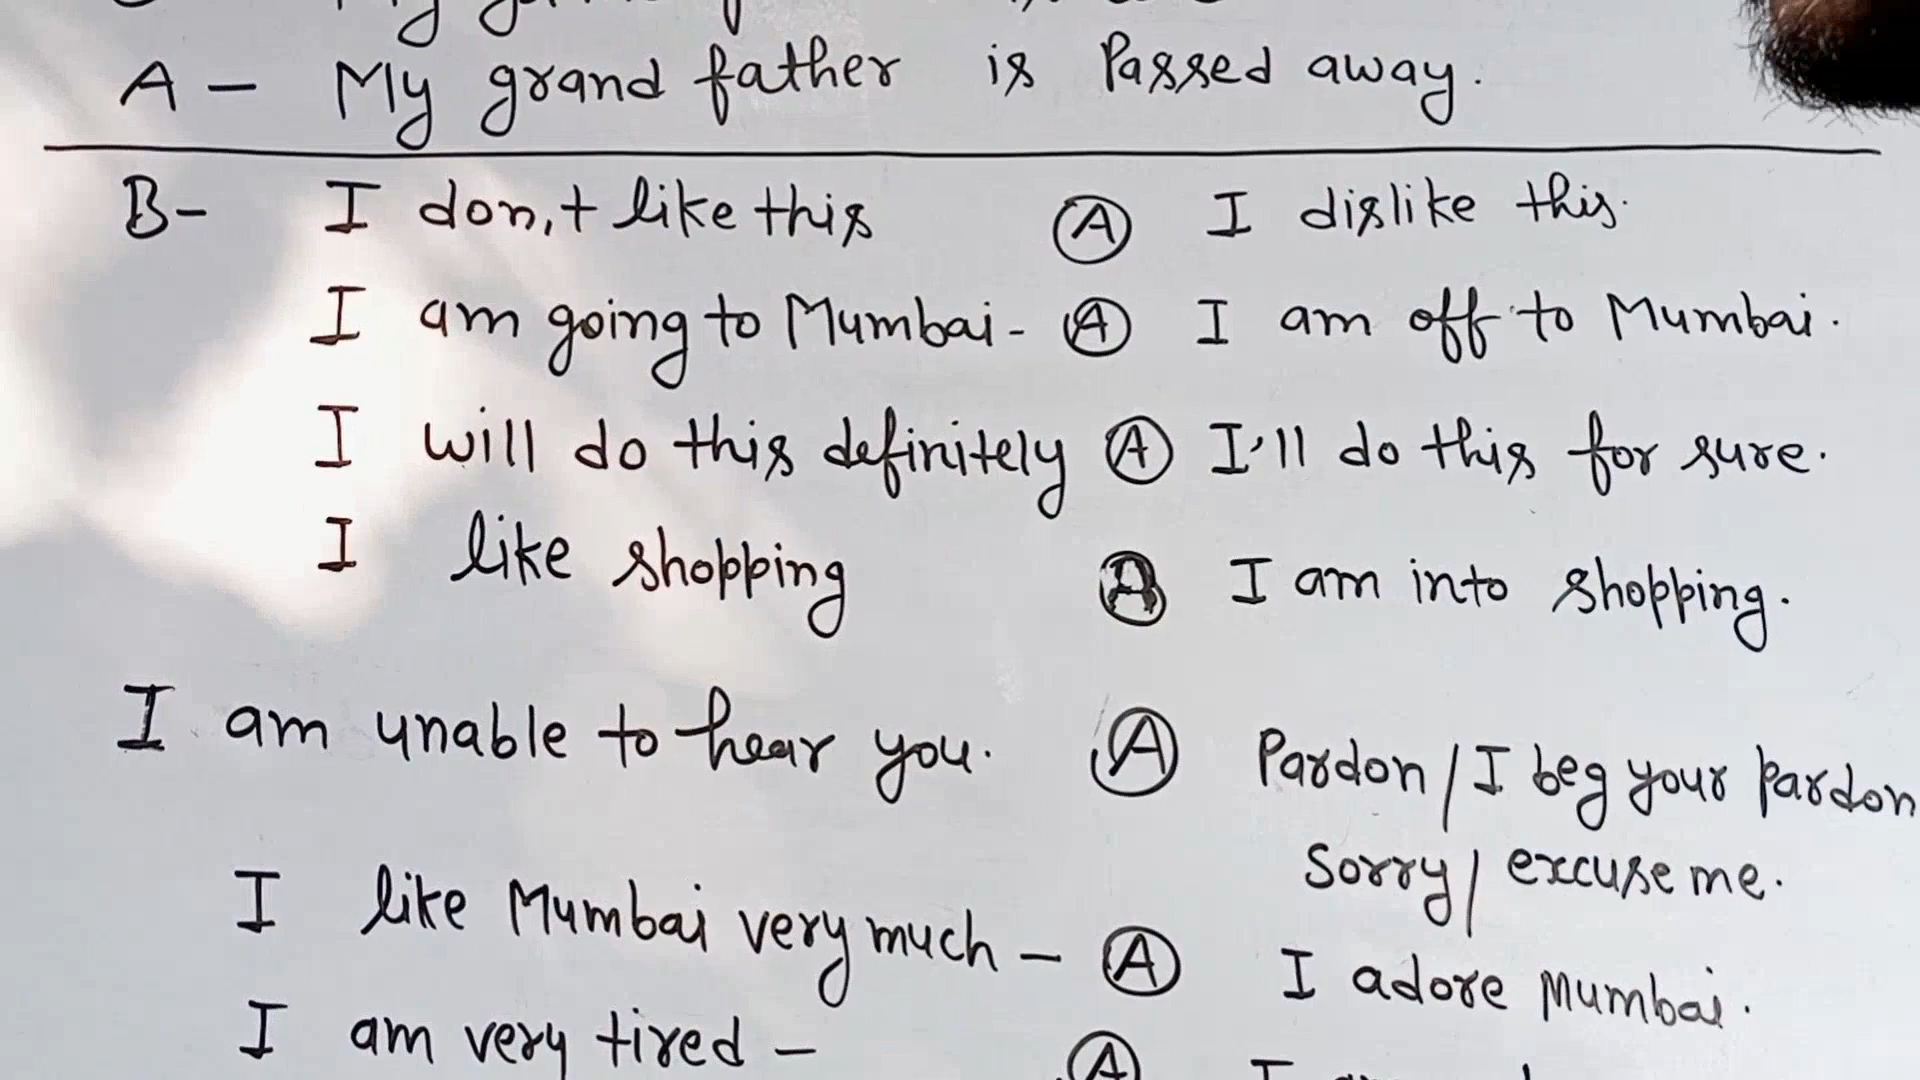 A - My grand father is Passed away.
B- I don,t like this A I dislike this.
I am going to Mumbai - A I am off to Mumbai.
I will do this definitely A I'll do this for sure.
I like shopping A I am into shopping.
I am unable to hear you. A Pardon / I beg your pardon
Sorry / excuse me.
I like Mumbai very much - A I adore Mumbai.
I am very tired - A I